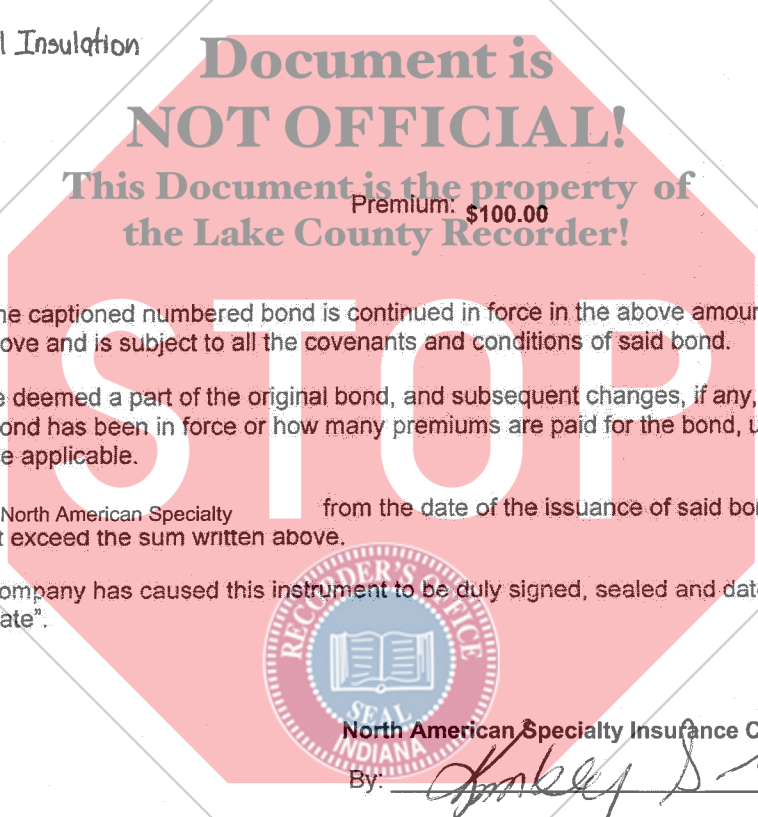 l Insulation
Document is
NOT OFFICIAL!
This Document is the property of
Premium: $100.00
the Lake County Recorder!
STOP
ne captioned numbered bond is continued in force in the above amoun
ove and is subject to all the covenants and conditions of said bond.
e deemed a part of the original bond, and subsequent changes, if any,
ond has been in force or how many premiums are paid for the bond, u
e applicable.
North American Specialty from the date of the issuance of said bo
t exceed the sum written above.
ompany has caused this instrument to be duly signed, sealed and dat
ate".
RECORDER'S OFFICE
SEAL
INDIANA
North American Specialty Insurance C
By: